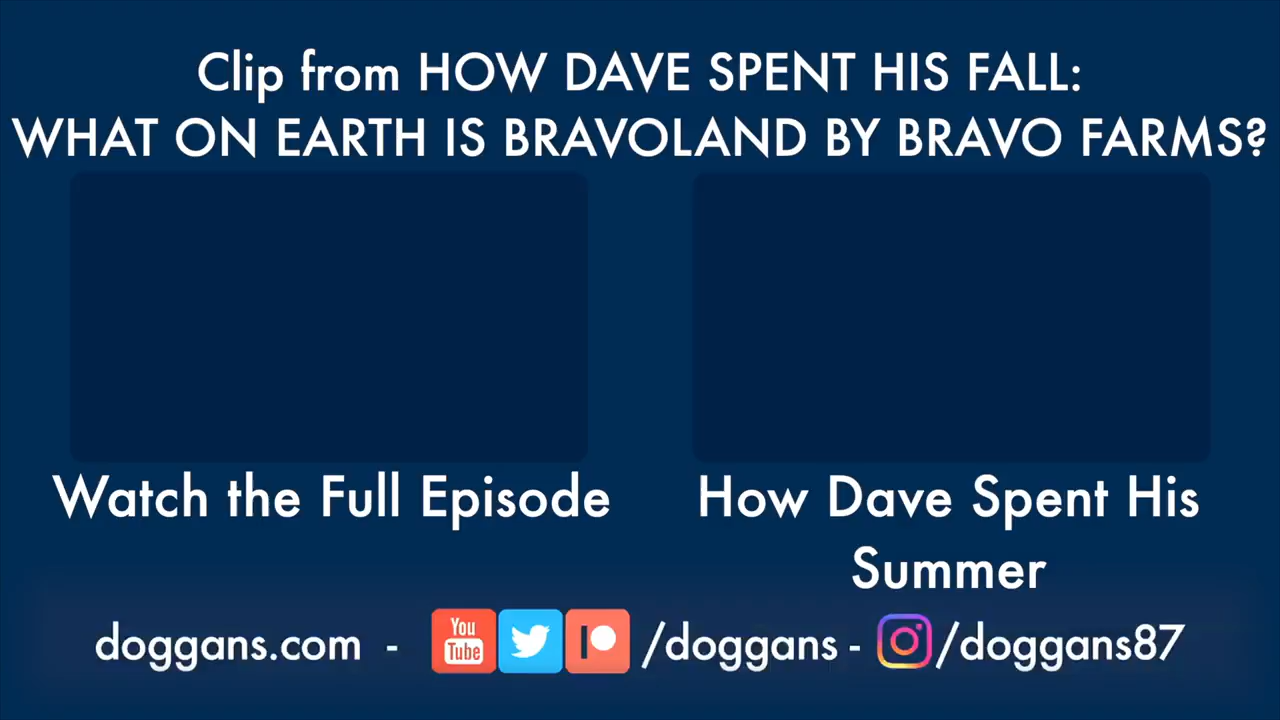 Clip from HOW DAVE SPENT HIS FALL:
WHAT ON EARTH IS BRAVOLAND BY BRAVO FARMS?
Watch the Full Episode
How Dave Spent His
Summer
doggans.com - You Tube /doggans - /doggans87